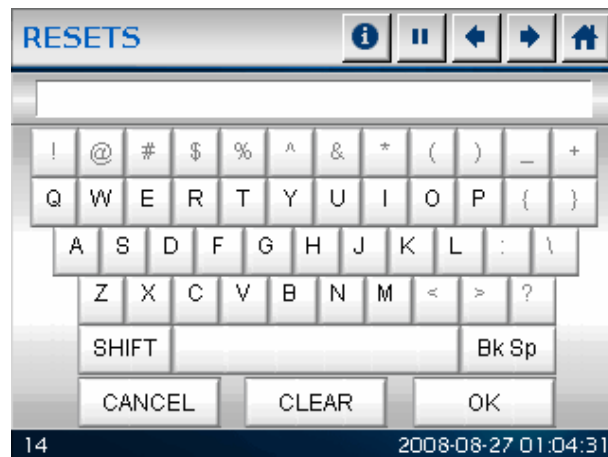 RESETS
! @ # $ % ^ & * ( ) _ +
Q W E R T Y U I O P { }
A S D F G H J K L : \
Z X C V B N M < > ?
SHIFT Bk Sp
CANCEL CLEAR OK
14 2008-08-27 01:04:31